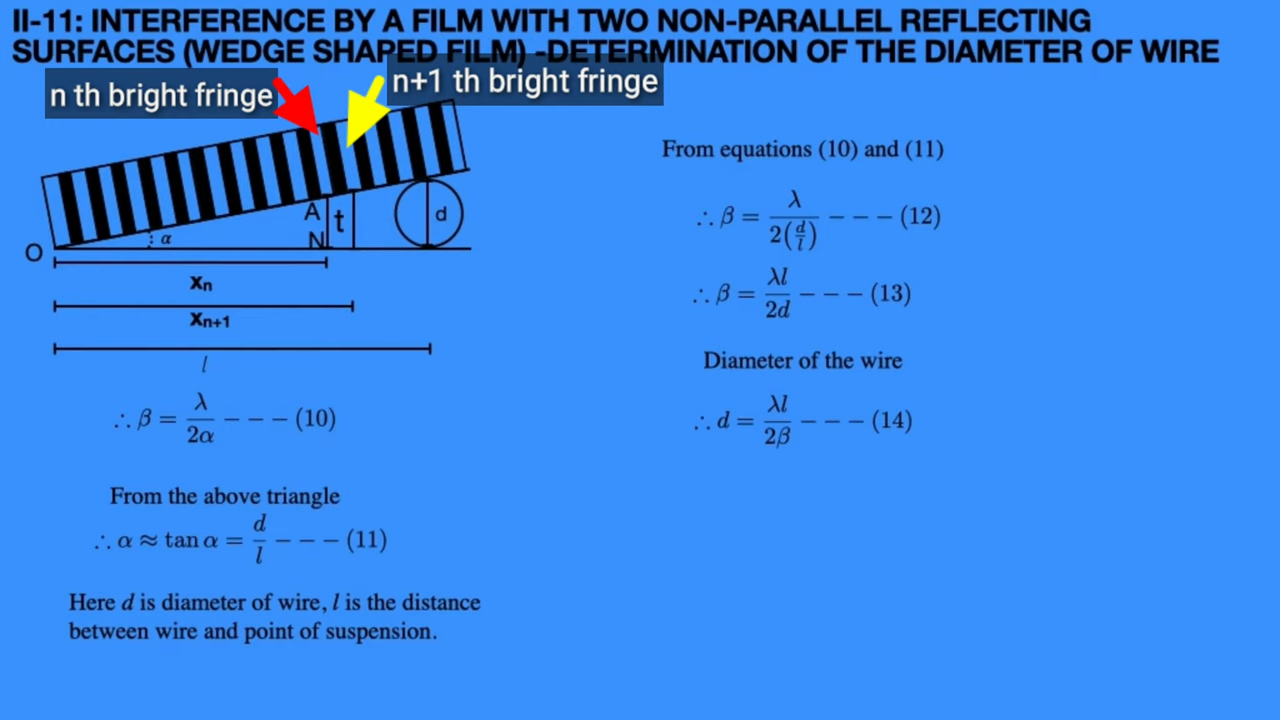 II-11: INTERFERENCE BY A FILM WITH TWO NON-PARALLEL REFLECTING
SURFACES (WEDGE SHAPED FILM) -DETERMINATION OF THE DIAMETER OF WIRE
n th bright fringe
n+1 th bright fringe
A
t
d
N
α
O
xₙ
xₙ₊₁
l
∴ β = λ/2α − − − (10)
From the above triangle
∴ α ≈ tan α = d/l − − − (11)
Here d is diameter of wire, l is the distance
between wire and point of suspension.
From equations (10) and (11)
∴ β = λ/2(d/l) − − − (12)
∴ β = λl/2d − − − (13)
Diameter of the wire
∴ d = λl/2β − − − (14)